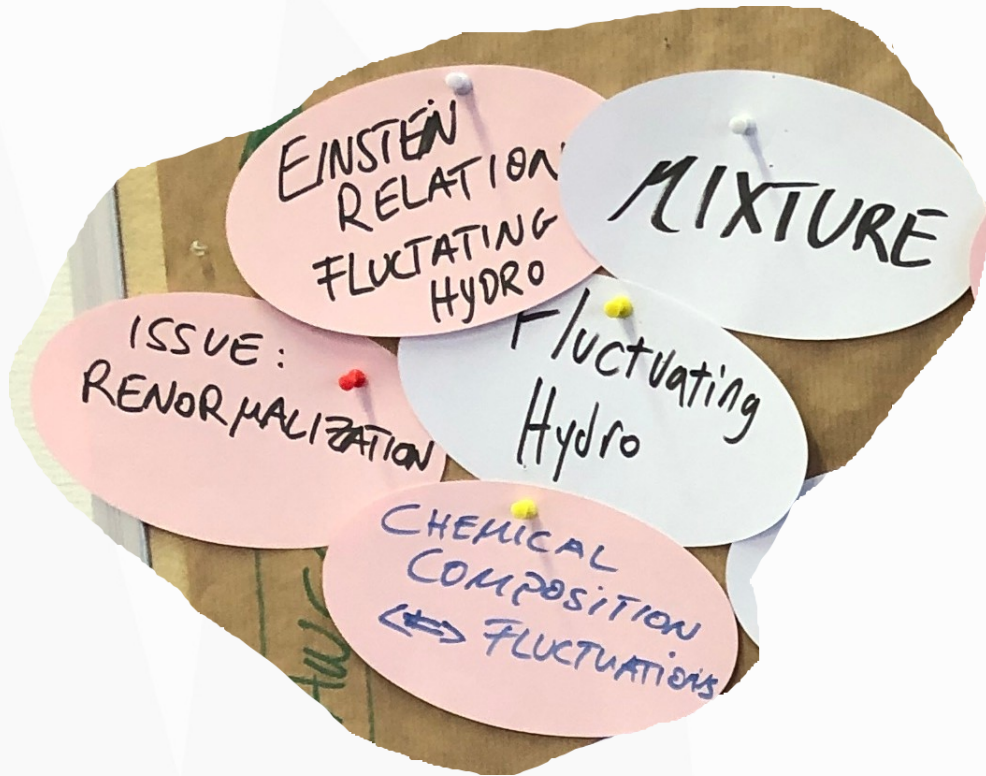 EINSTEIN
RELATION
FLUCTATING
HYDRO
MIXTURE
ISSUE:
RENORMALIZATION
Fluctuating
Hydro
CHEMICAL
COMPOSITION
<=> FLUCTUATIONS